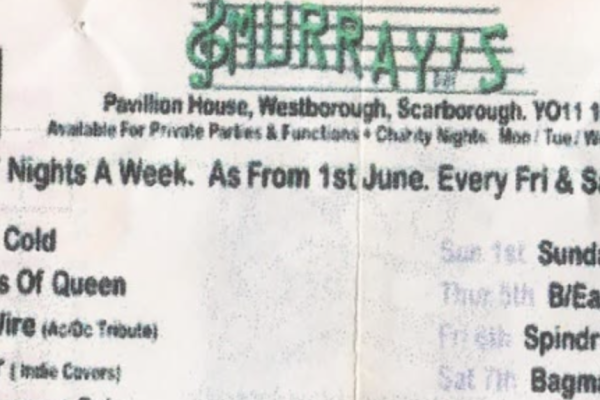 MURRAY'S
Pavillion House, Westborough, Scarborough. YO11 1
Available For Private Parties & Functions + Charity Nights Mon / Tue / W
Nights A Week. As From 1st June. Every Fri & Sa
Cold
s Of Queen
Wire (Ac/Dc Tribute)
( Indie Covers)
Sun 1st Sunda
Thur 5th B/Ea
Fri 6th Spindr
Sat 7th Bagma